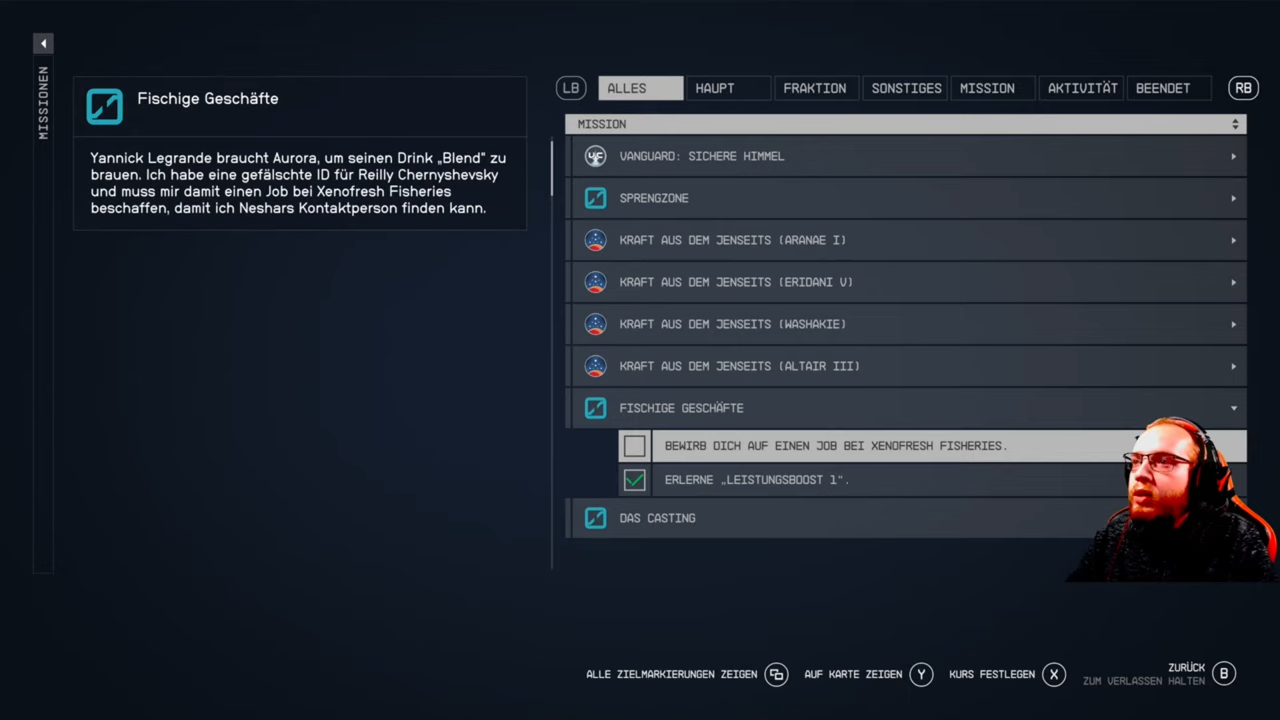 MISSIONEN
Fischige Geschäfte
Yannick Legrande braucht Aurora, um seinen Drink „Blend" zu
brauen. Ich habe eine gefälschte ID für Reilly Chernyshevsky
und muss mir damit einen Job bei Xenofresh Fisheries
beschaffen, damit ich Neshars Kontaktperson finden kann.
LB ALLES HAUPT FRAKTION SONSTIGES MISSION AKTIVITÄT BEENDET RB
MISSION
VANGUARD: SICHERE HIMMEL
SPRENGZONE
KRAFT AUS DEM JENSEITS (ARANAE I)
KRAFT AUS DEM JENSEITS (ERIDANI V)
KRAFT AUS DEM JENSEITS (WASHAKIE)
KRAFT AUS DEM JENSEITS (ALTAIR III)
FISCHIGE GESCHÄFTE
BEWIRB DICH AUF EINEN JOB BEI XENOFRESH FISHERIES.
ERLERNE „LEISTUNGSBOOST 1".
DAS CASTING
ALLE ZIELMARKIERUNGEN ZEIGEN AUF KARTE ZEIGEN Y KURS FESTLEGEN X ZURÜCK B
ZUM VERLASSEN HALTEN